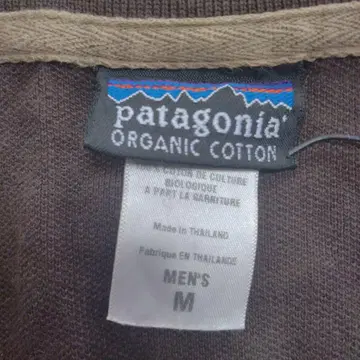 patagonia®
ORGANIC COTTON
COTON DE CULTURE
BIOLOGIQUE
A PART LA GARNITURE
Made in THAILAND
Fabriqué EN THAILANDE
MEN'S
M